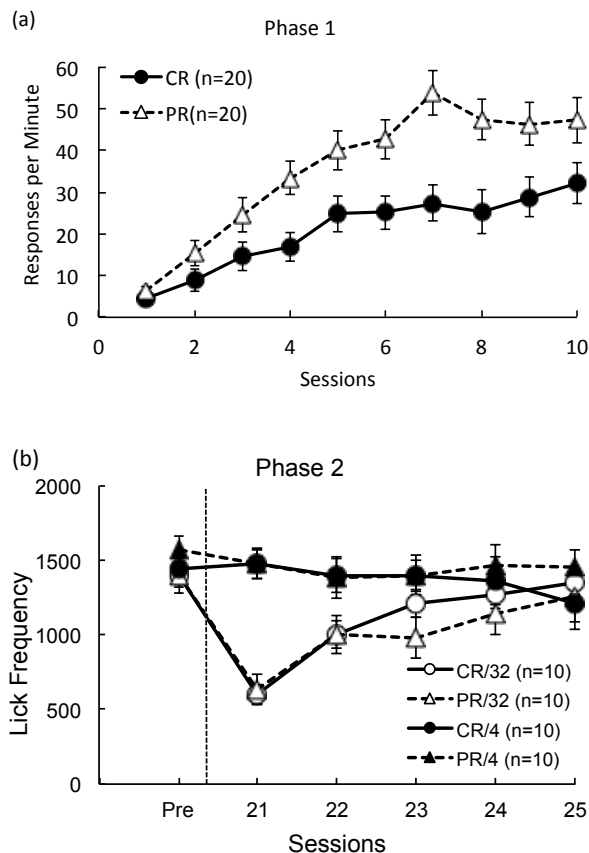 (a)
Phase 1
60
50
40
30
20
10
0
Responses per Minute
CR (n=20)
PR(n=20)
0 2 4 6 8 10
Sessions
(b)
Phase 2
2000
1500
1000
500
0
Lick Frequency
CR/32 (n=10)
PR/32 (n=10)
CR/4 (n=10)
PR/4 (n=10)
Pre 21 22 23 24 25
Sessions